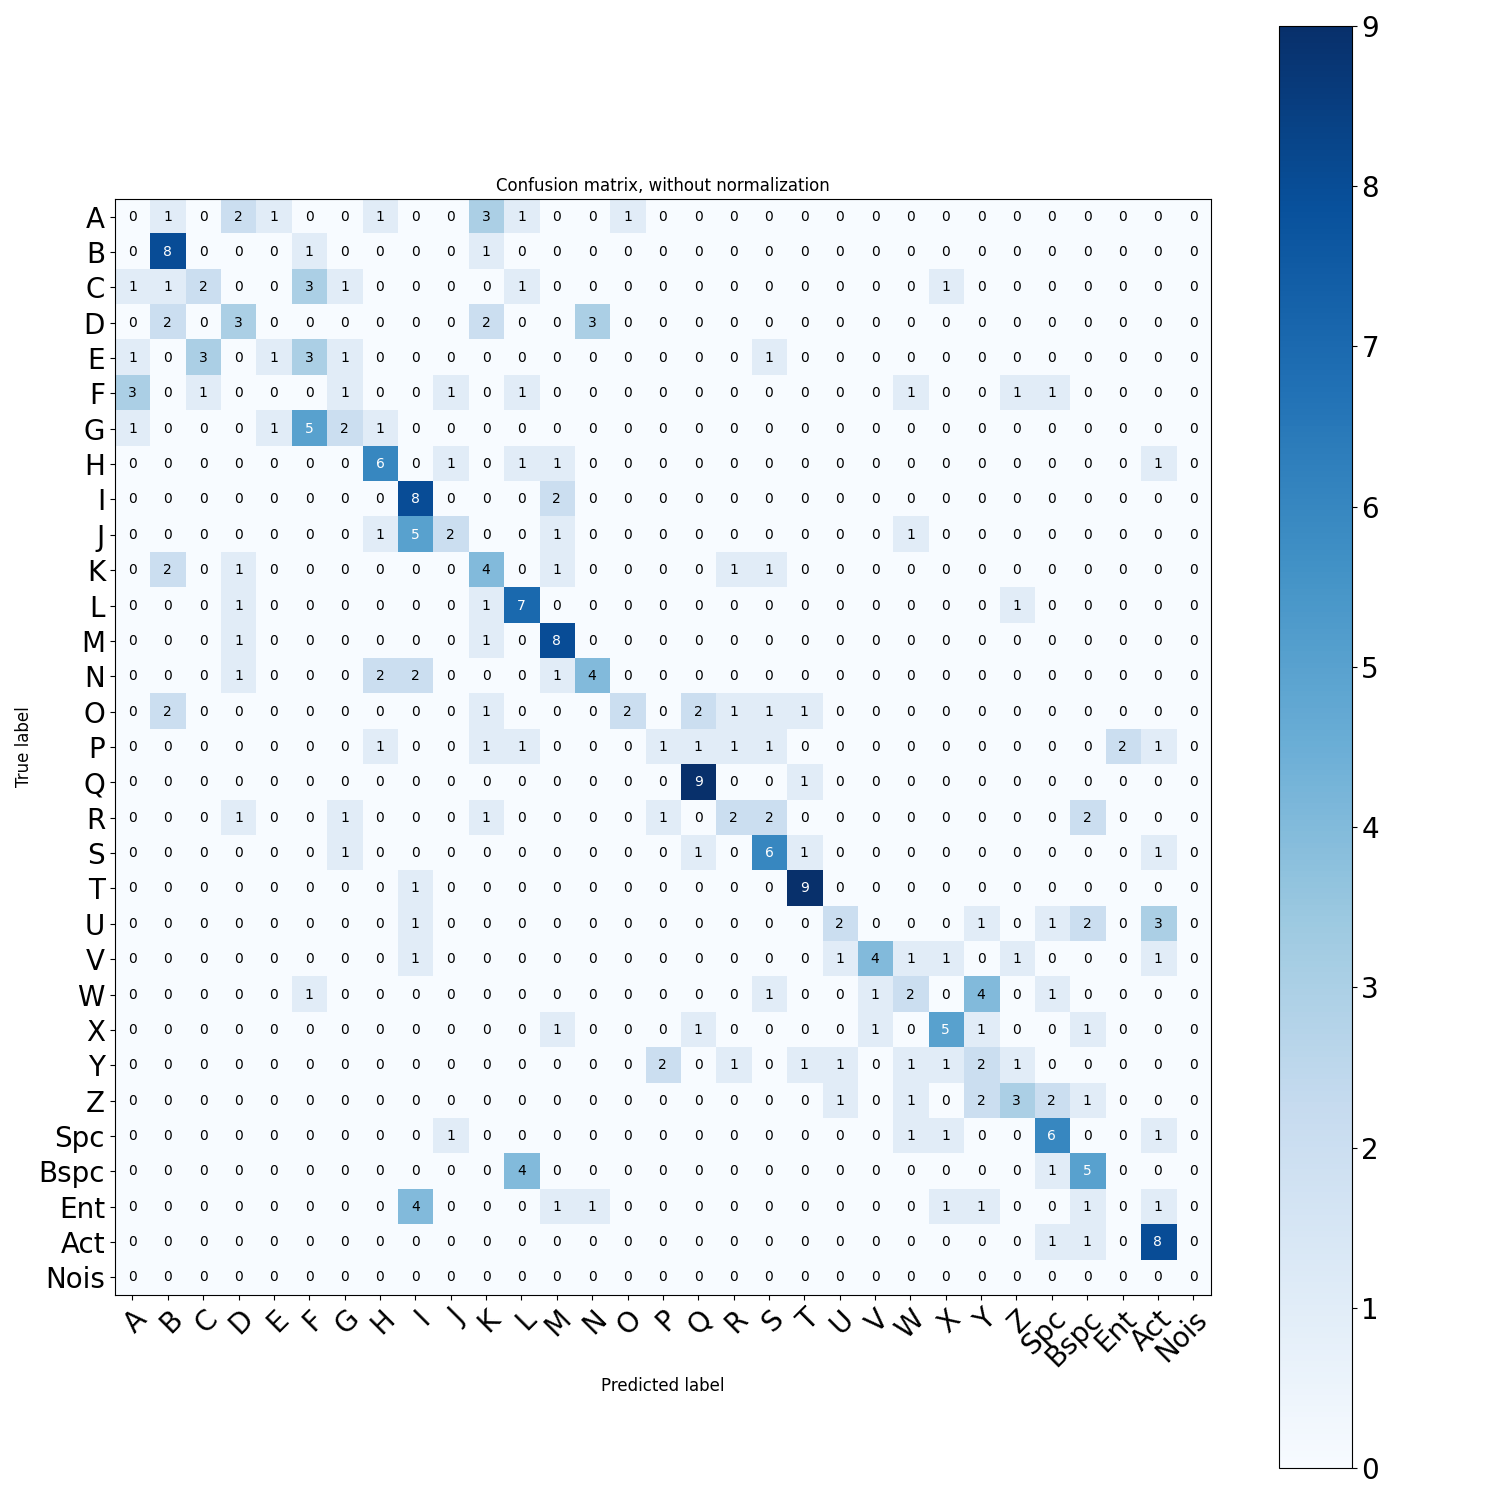 Confusion matrix, without normalization
A 0 1 0 2 1 0 0 1 0 0 3 1 0 0 1 0 0 0 0 0 0 0 0 0 0 0 0 0 0 0 0
B 0 8 0 0 0 1 0 0 0 0 1 0 0 0 0 0 0 0 0 0 0 0 0 0 0 0 0 0 0 0 0
C 1 1 2 0 0 3 1 0 0 0 0 1 0 0 0 0 0 0 0 0 0 0 0 1 0 0 0 0 0 0 0
D 0 2 0 3 0 0 0 0 0 0 2 0 0 3 0 0 0 0 0 0 0 0 0 0 0 0 0 0 0 0 0
E 1 0 3 0 1 3 1 0 0 0 0 0 0 0 0 0 0 0 1 0 0 0 0 0 0 0 0 0 0 0 0
F 3 0 1 0 0 0 1 0 0 1 0 1 0 0 0 0 0 0 0 0 0 0 1 0 0 1 1 0 0 0 0
G 1 0 0 0 1 5 2 1 0 0 0 0 0 0 0 0 0 0 0 0 0 0 0 0 0 0 0 0 0 0 0
H 0 0 0 0 0 0 0 6 0 1 0 1 1 0 0 0 0 0 0 0 0 0 0 0 0 0 0 0 0 1 0
I 0 0 0 0 0 0 0 0 8 0 0 0 2 0 0 0 0 0 0 0 0 0 0 0 0 0 0 0 0 0 0
J 0 0 0 0 0 0 0 1 5 2 0 0 1 0 0 0 0 0 0 0 0 0 1 0 0 0 0 0 0 0 0
K 0 2 0 1 0 0 0 0 0 0 4 0 1 0 0 0 0 1 1 0 0 0 0 0 0 0 0 0 0 0 0
L 0 0 0 1 0 0 0 0 0 0 1 7 0 0 0 0 0 0 0 0 0 0 0 0 0 1 0 0 0 0 0
M 0 0 0 1 0 0 0 0 0 0 1 0 8 0 0 0 0 0 0 0 0 0 0 0 0 0 0 0 0 0 0
N 0 0 0 1 0 0 0 2 2 0 0 0 1 4 0 0 0 0 0 0 0 0 0 0 0 0 0 0 0 0 0
O 0 2 0 0 0 0 0 0 0 0 1 0 0 0 2 0 2 1 1 1 0 0 0 0 0 0 0 0 0 0 0
P 0 0 0 0 0 0 0 1 0 0 1 1 0 0 0 1 1 1 1 0 0 0 0 0 0 0 0 0 2 1 0
Q 0 0 0 0 0 0 0 0 0 0 0 0 0 0 0 0 9 0 0 1 0 0 0 0 0 0 0 0 0 0 0
R 0 0 0 1 0 0 1 0 0 0 1 0 0 0 0 1 0 2 2 0 0 0 0 0 0 0 0 2 0 0 0
S 0 0 0 0 0 0 1 0 0 0 0 0 0 0 0 0 1 0 6 1 0 0 0 0 0 0 0 0 0 1 0
T 0 0 0 0 0 0 0 0 1 0 0 0 0 0 0 0 0 0 0 9 0 0 0 0 0 0 0 0 0 0 0
U 0 0 0 0 0 0 0 0 1 0 0 0 0 0 0 0 0 0 0 0 2 0 0 0 1 0 1 2 0 3 0
V 0 0 0 0 0 0 0 0 1 0 0 0 0 0 0 0 0 0 0 0 1 4 1 1 0 1 0 0 0 1 0
W 0 0 0 0 0 1 0 0 0 0 0 0 0 0 0 0 0 0 1 0 0 1 2 0 4 0 1 0 0 0 0
X 0 0 0 0 0 0 0 0 0 0 0 0 1 0 0 0 1 0 0 0 0 1 0 5 1 0 0 1 0 0 0
Y 0 0 0 0 0 0 0 0 0 0 0 0 0 0 0 2 0 1 0 1 1 0 1 1 2 1 0 0 0 0 0
Z 0 0 0 0 0 0 0 0 0 0 0 0 0 0 0 0 0 0 0 0 1 0 1 0 2 3 2 1 0 0 0
Spc 0 0 0 0 0 0 0 0 0 1 0 0 0 0 0 0 0 0 0 0 0 0 1 1 0 0 6 0 0 1 0
Bspc 0 0 0 0 0 0 0 0 0 0 0 4 0 0 0 0 0 0 0 0 0 0 0 0 0 0 1 5 0 0 0
Ent 0 0 0 0 0 0 0 0 4 0 0 0 1 1 0 0 0 0 0 0 0 0 0 1 1 0 0 1 0 1 0
Act 0 0 0 0 0 0 0 0 0 0 0 0 0 0 0 0 0 0 0 0 0 0 0 0 0 0 1 1 0 8 0
Nois 0 0 0 0 0 0 0 0 0 0 0 0 0 0 0 0 0 0 0 0 0 0 0 0 0 0 0 0 0 0 0
A B C D E F G H I J K L M N O P Q R S T U V W X Y Z Spc Bspc Ent Act Nois
Predicted label
True label
9
8
7
6
5
4
3
2
1
0